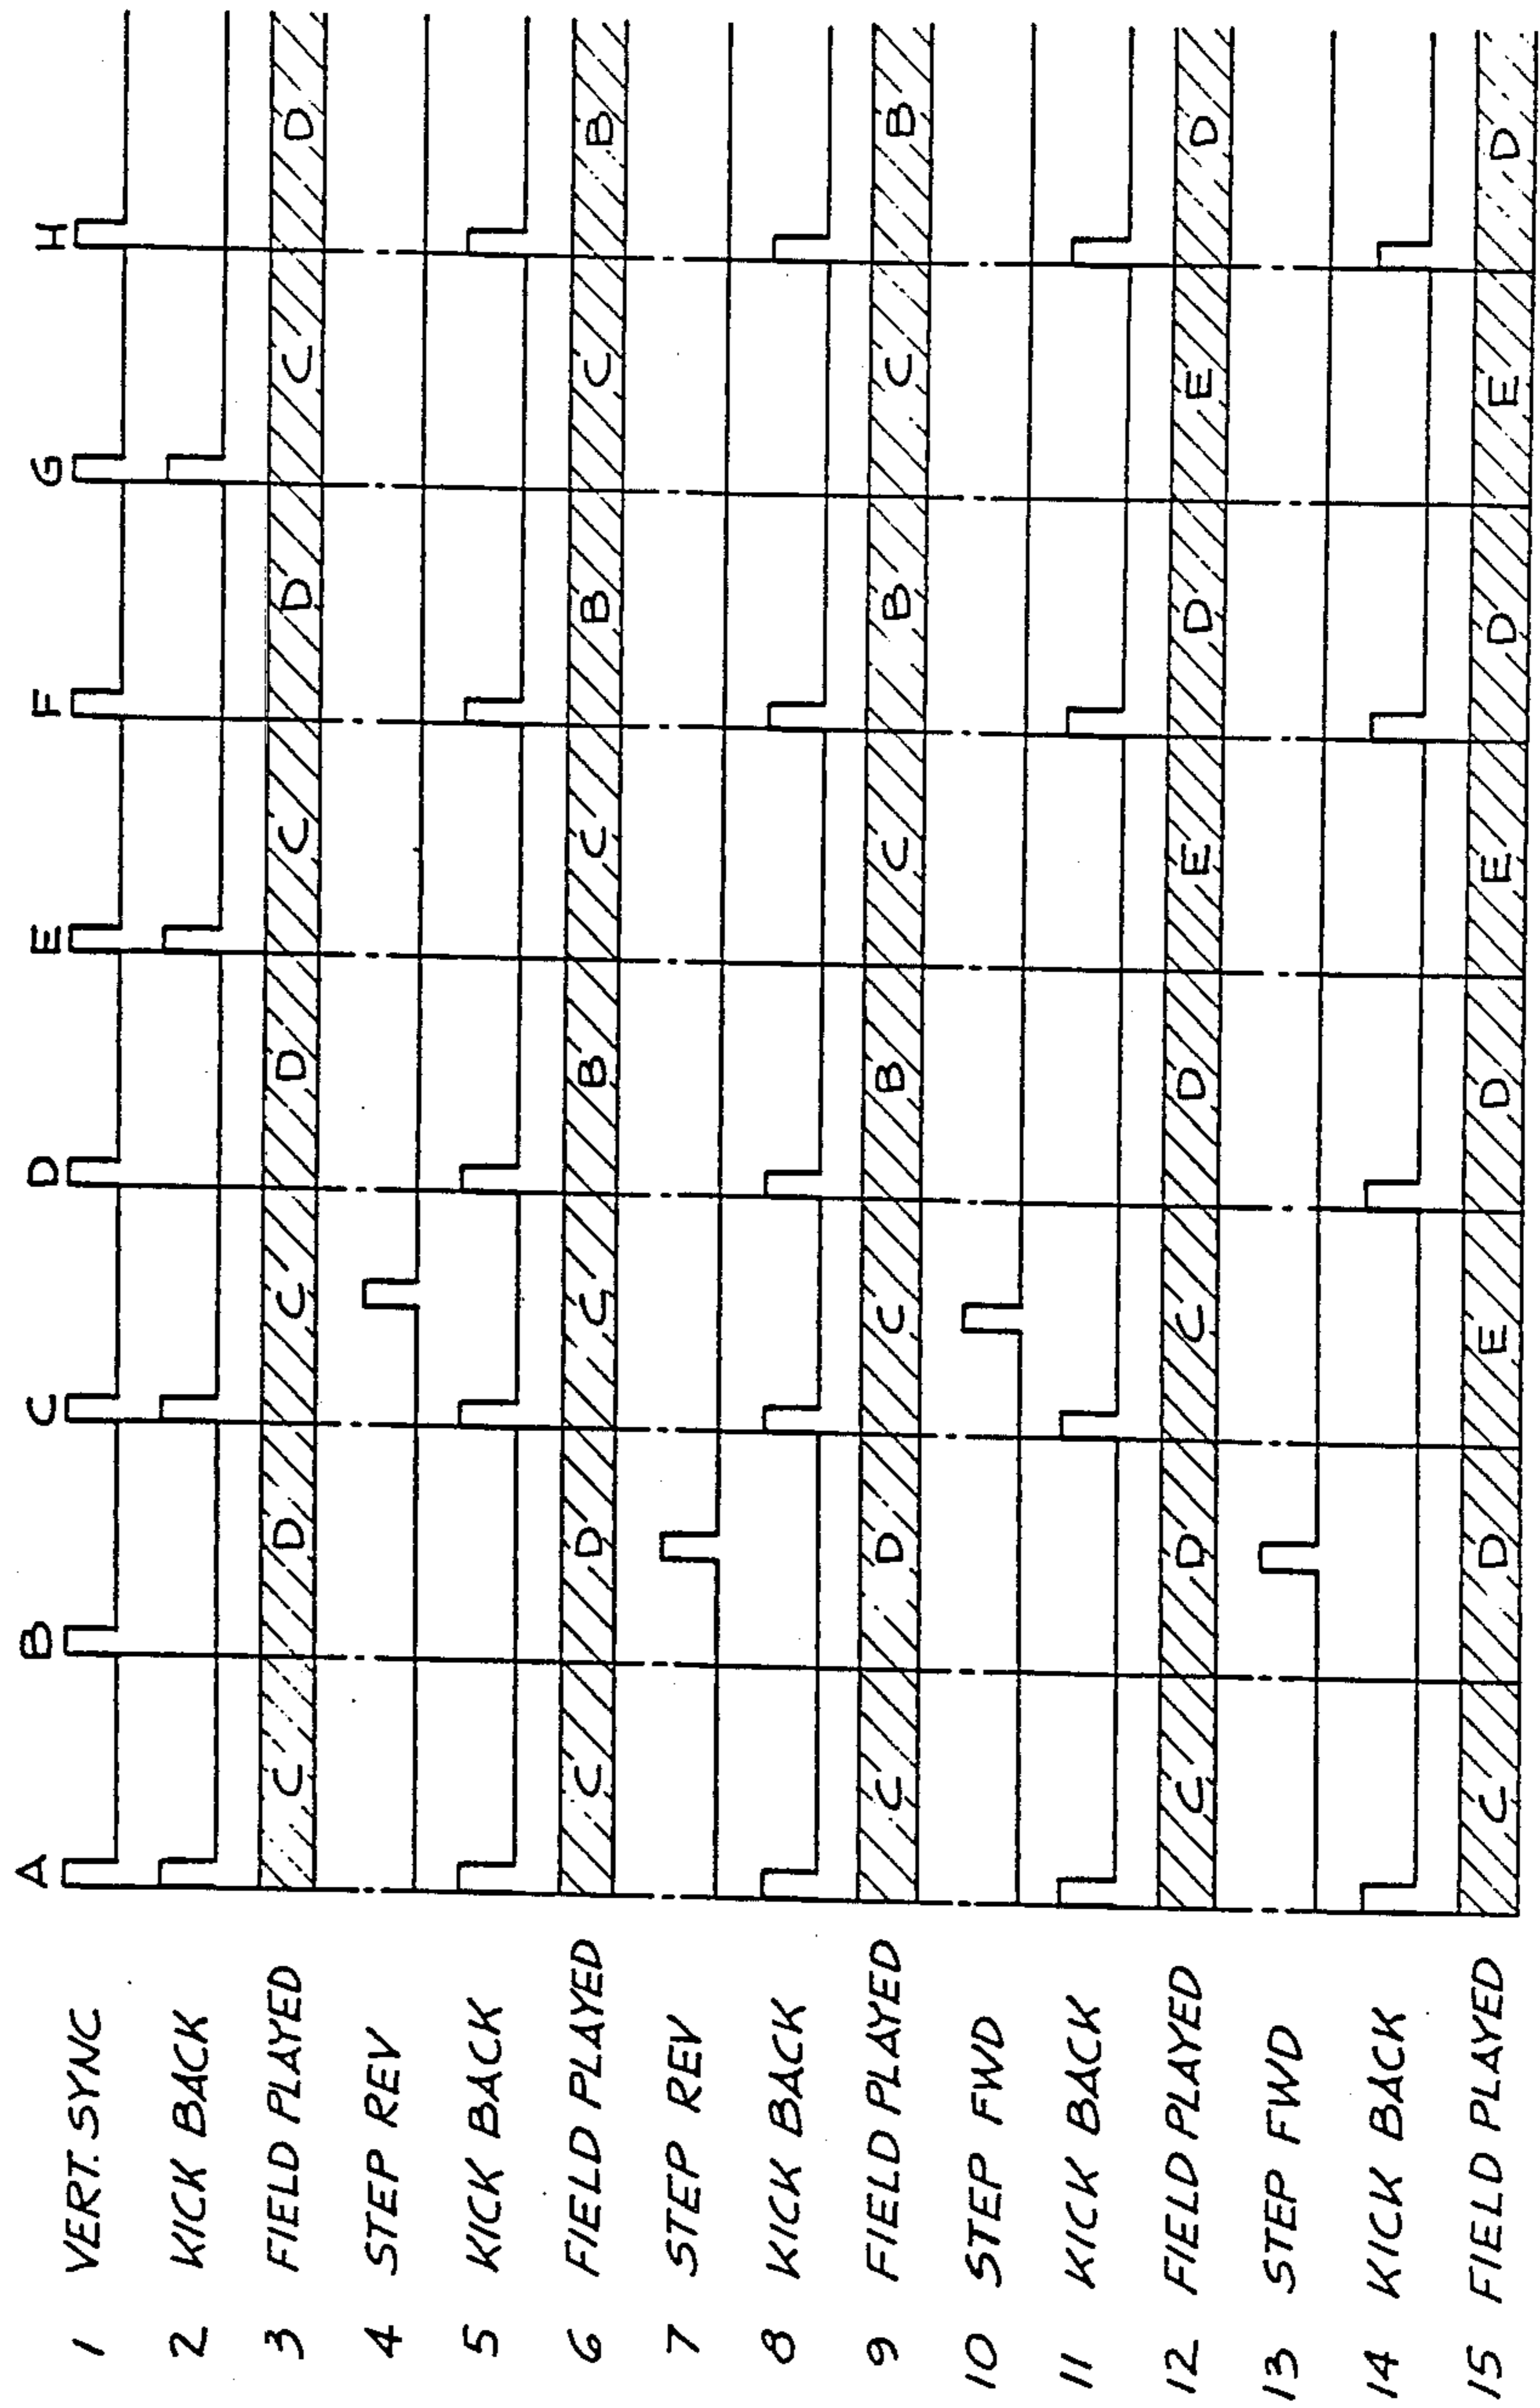 A B C D E F G H
1 VERT. SYNC
2 KICK BACK
3 FIELD PLAYED C D C D C D C D
4 STEP REV
5 KICK BACK
6 FIELD PLAYED C D C B C B C B
7 STEP REV
8 KICK BACK
9 FIELD PLAYED C D C B C B C B
10 STEP FWD
11 KICK BACK
12 FIELD PLAYED C D C D E D E D
13 STEP FWD
14 KICK BACK
15 FIELD PLAYED C D E D E D E D